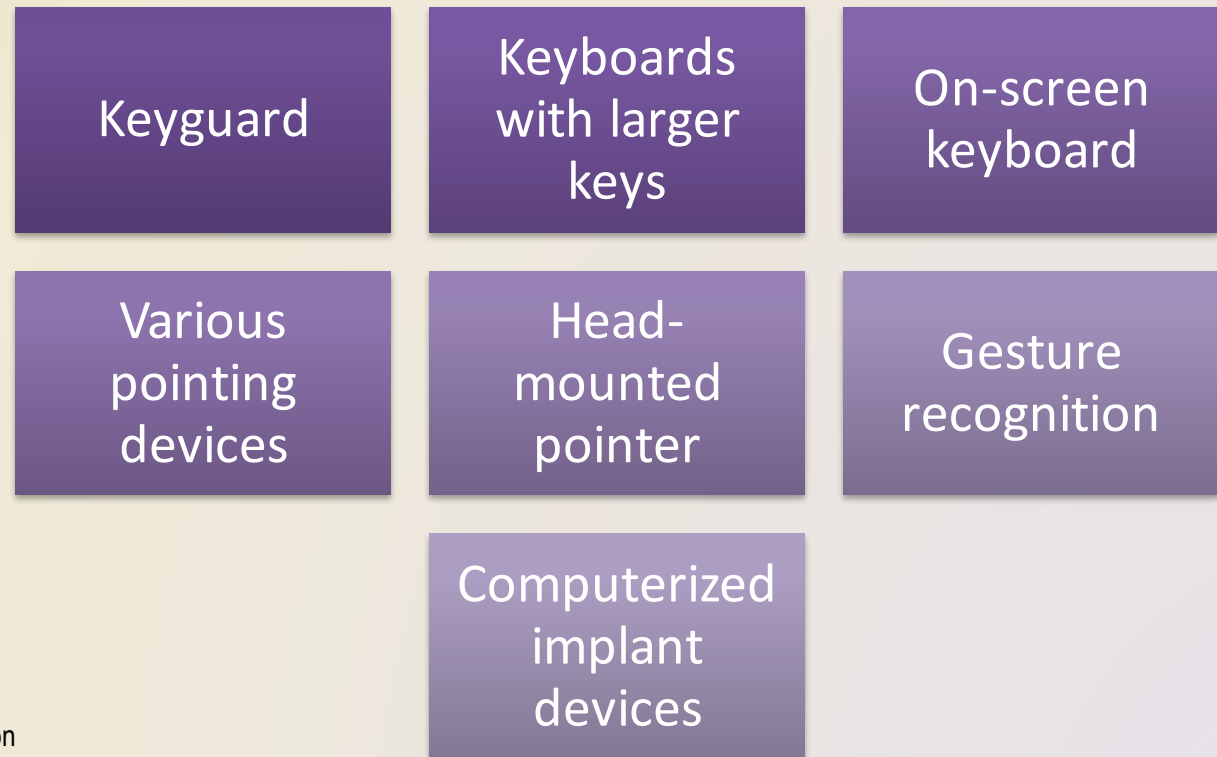 Keyguard
Keyboards
with larger
keys
On-screen
keyboard
Various
pointing
devices
Head-
mounted
pointer
Gesture
recognition
Computerized
implant
devices
on